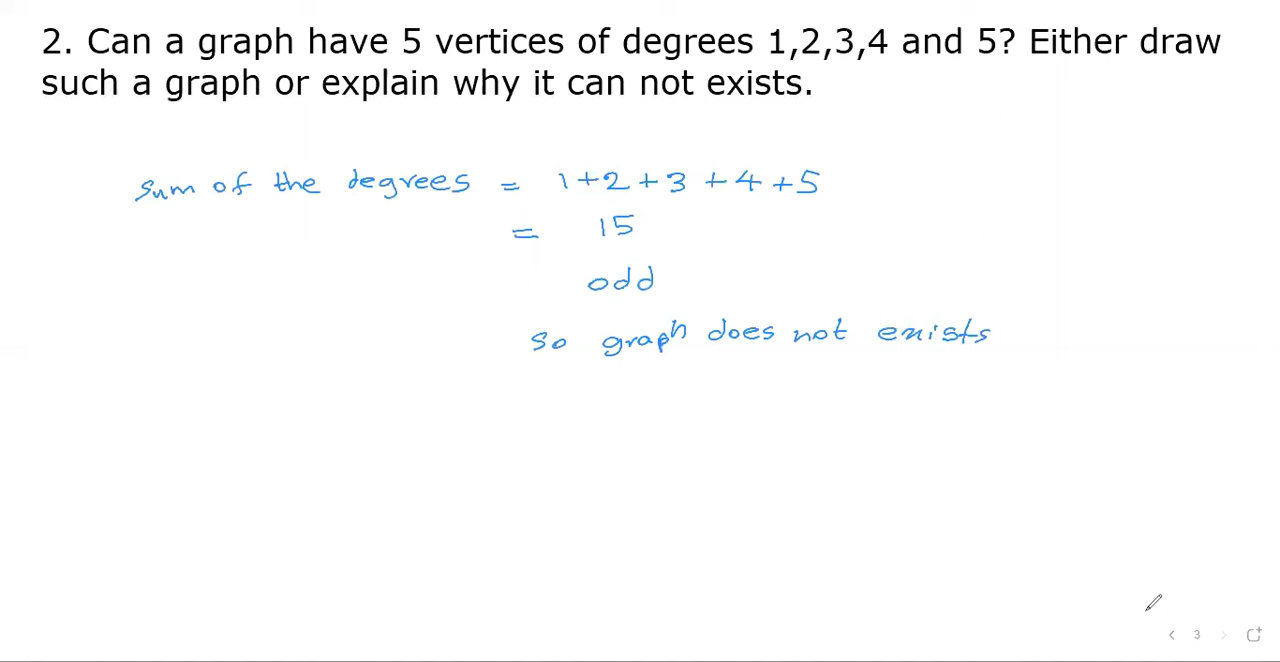 2. Can a graph have 5 vertices of degrees 1,2,3,4 and 5? Either draw
such a graph or explain why it can not exists.
sum of the degrees = 1+2+3+4+5
= 15
odd
so graph does not exists
3